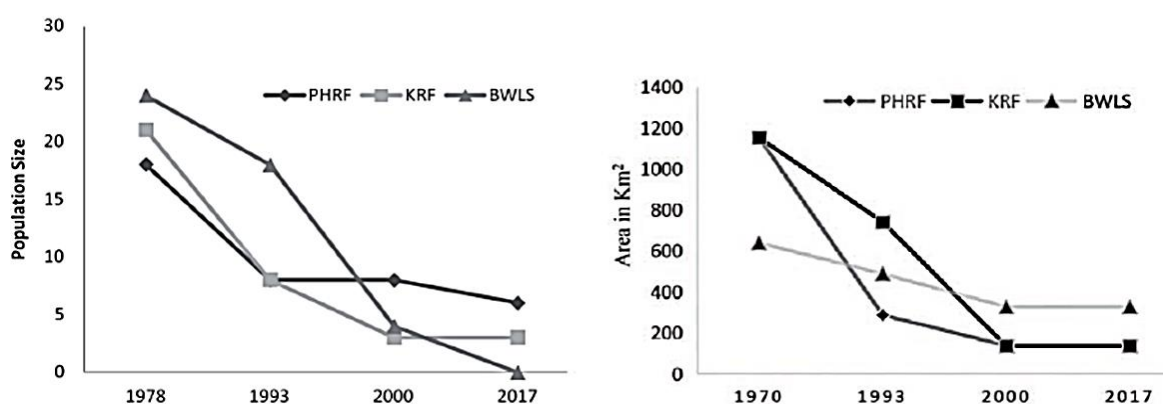 30
25
20
15
10
5
0
Population Size
PHRF KRF BWLS
1978 1993 2000 2017
1400
1200
1000
800
600
400
200
0
Area in Km²
PHRF KRF BWLS
1970 1993 2000 2017